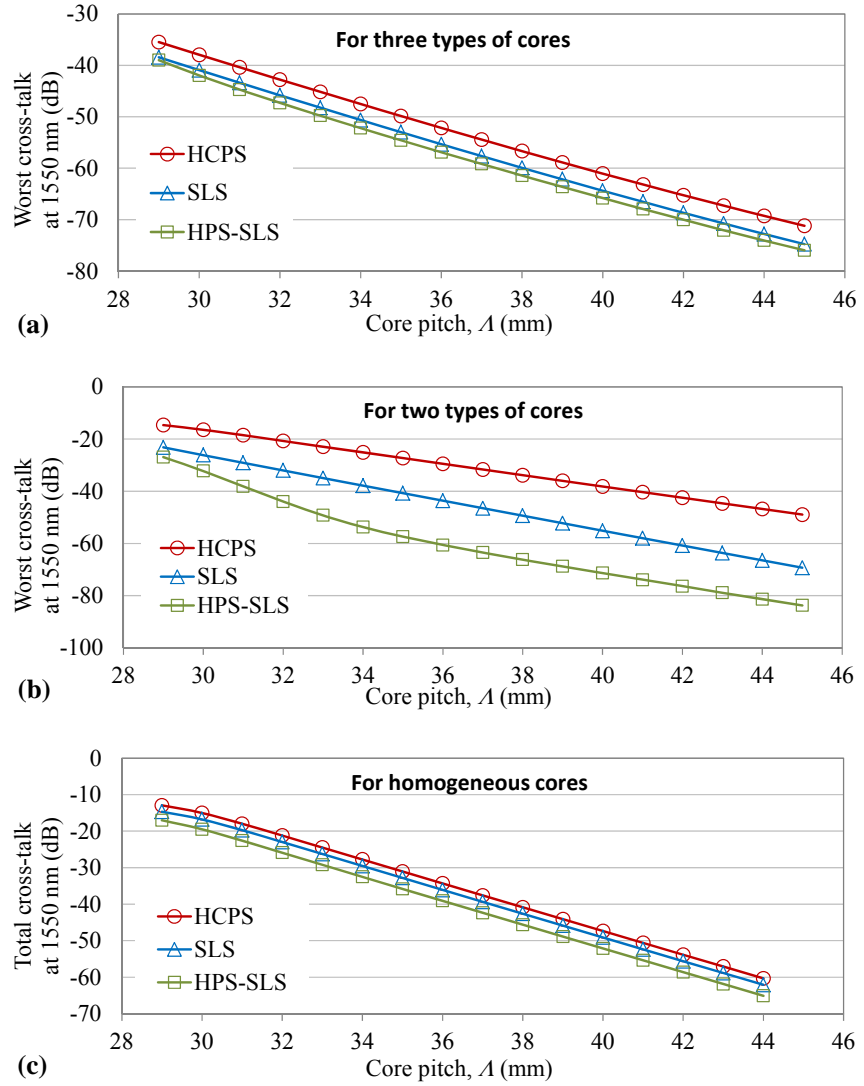 -30
For three types of cores
-40
-50
-60
-70
-80
Worst cross-talk
at 1550 nm (dB)
HCPS
SLS
HPS-SLS
28 30 32 34 36 38 40 42 44 46
(a)
Core pitch, Λ (mm)
0
For two types of cores
-20
-40
-60
-80
-100
Worst cross-talk
at 1550 nm (dB)
HCPS
SLS
HPS-SLS
28 30 32 34 36 38 40 42 44 46
(b)
Core pitch, Λ (mm)
0
For homogeneous cores
-10
-20
-30
-40
-50
-60
-70
Total cross-talk
at 1550 nm (dB)
HCPS
SLS
HPS-SLS
28 30 32 34 36 38 40 42 44 46
(c)
Core pitch, Λ (mm)